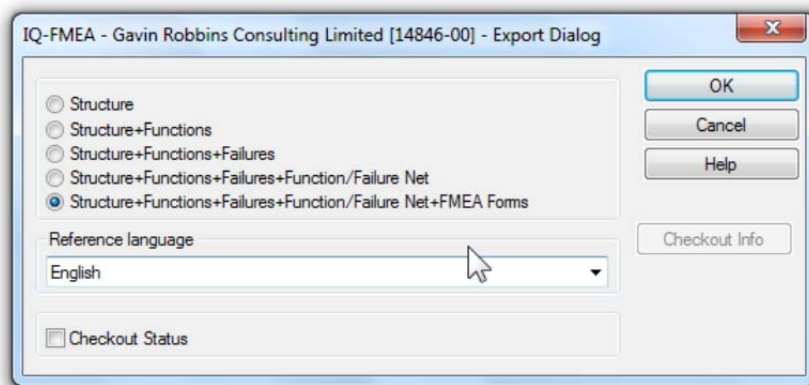 IQ-FMEA - Gavin Robbins Consulting Limited [14846-00] - Export Dialog
Structure
Structure+Functions
Structure+Functions+Failures
Structure+Functions+Failures+Function/Failure Net
Structure+Functions+Failures+Function/Failure Net+FMEA Forms
OK
Cancel
Help
Reference language
English
Checkout Info
Checkout Status